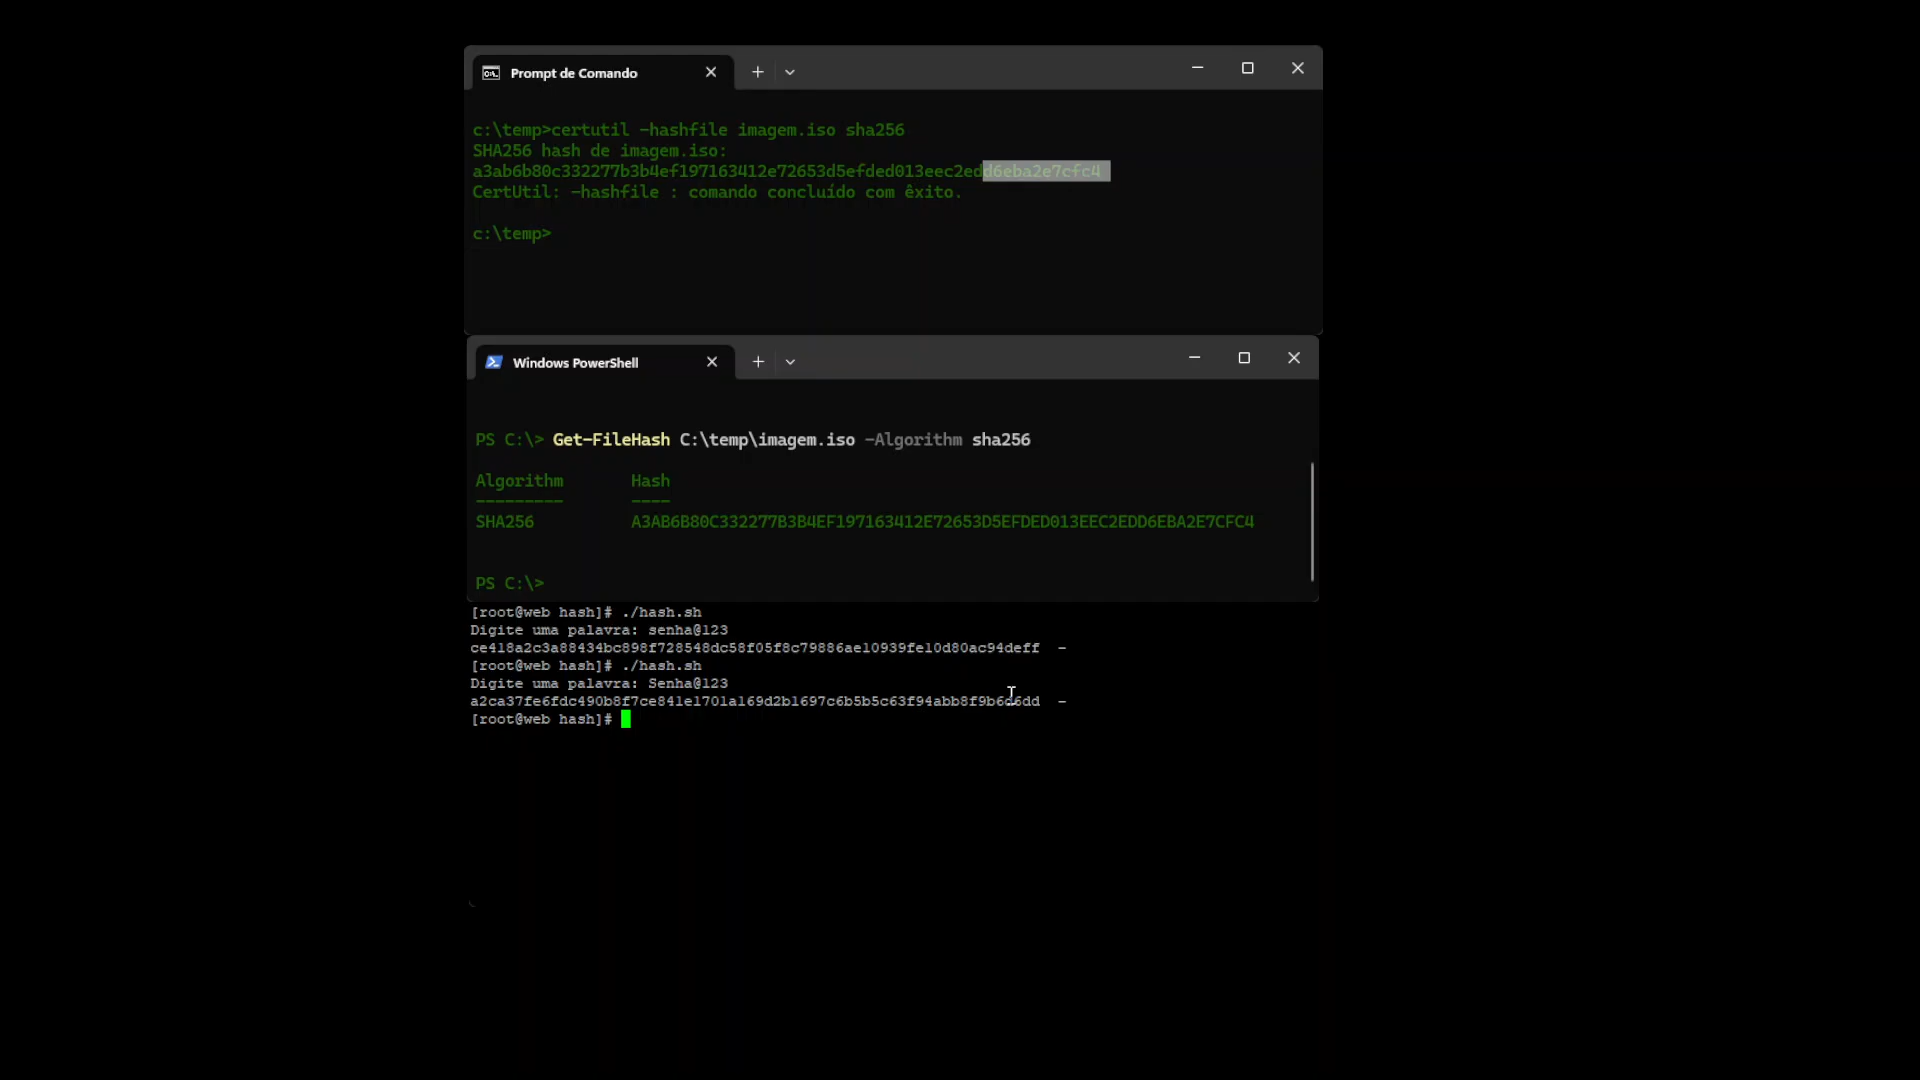 Prompt de Comando
c:\temp>certutil -hashfile imagem.iso sha256
SHA256 hash de imagem.iso:
a3ab6b80c332277b3b4ef197163412e72653d5efded013eec2edd6eba2e7cfc4
CertUtil: -hashfile : comando concluído com êxito.
c:\temp>
Windows PowerShell
PS C:\> Get-FileHash C:\temp\imagem.iso -Algorithm sha256
Algorithm Hash
--------- ----
SHA256 A3AB6B80C332277B3B4EF197163412E72653D5EFDED013EEC2EDD6EBA2E7CFC4
PS C:\>
[root@web hash]# ./hash.sh
Digite uma palavra: senha@123
ce418a2c3a88434bc898f728548dc58f05f8c79886ae10939fe10d80ac94deff -
[root@web hash]# ./hash.sh
Digite uma palavra: Senha@123
a2ca37fe6fdc490b8f7ce841e1701a169d2b1697c6b5b5c63f94abb8f9b6d6dd -
[root@web hash]#